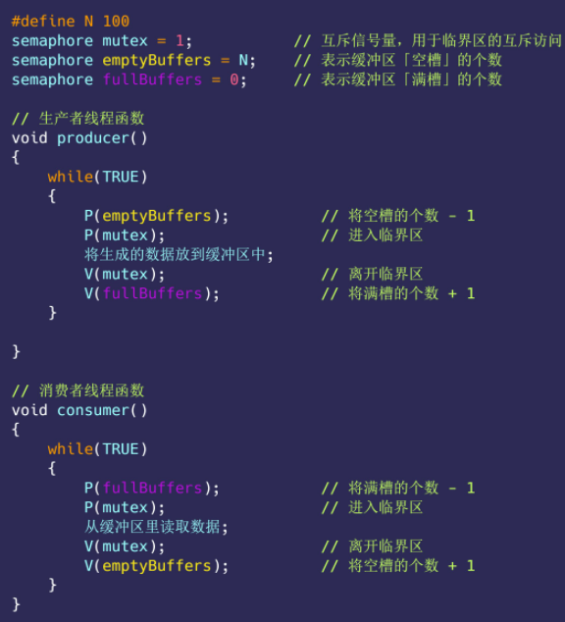 #define N 100
semaphore mutex = 1; // 互斥信号量，用于临界区的互斥访问
semaphore emptyBuffers = N; // 表示缓冲区「空槽」的个数
semaphore fullBuffers = 0; // 表示缓冲区「满槽」的个数
// 生产者线程函数
void producer()
{
while(TRUE)
{
P(emptyBuffers); // 将空槽的个数 - 1
P(mutex); // 进入临界区
将生成的数据放到缓冲区中;
V(mutex); // 离开临界区
V(fullBuffers); // 将满槽的个数 + 1
}
}
// 消费者线程函数
void consumer()
{
while(TRUE)
{
P(fullBuffers); // 将满槽的个数 - 1
P(mutex); // 进入临界区
从缓冲区里读取数据;
V(mutex); // 离开临界区
V(emptyBuffers); // 将空槽的个数 + 1
}
}